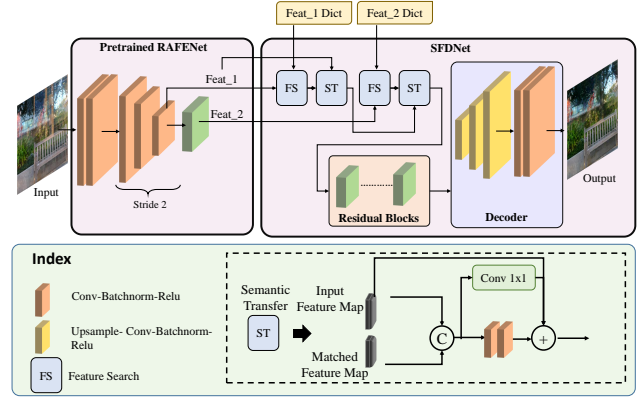 Feat_1 Dict
Feat_2 Dict
Pretrained RAFENet
SFDNet
Feat_1
FS
ST
FS
ST
Feat_2
Input
Stride 2
Residual Blocks
Decoder
Output
Index
Conv-Batchnorm-Relu
Upsample- Conv-Batchnorm-
Relu
FS
Feature Search
Semantic
Transfer
ST
Input
Feature Map
Matched
Feature Map
Conv 1x1
C
+